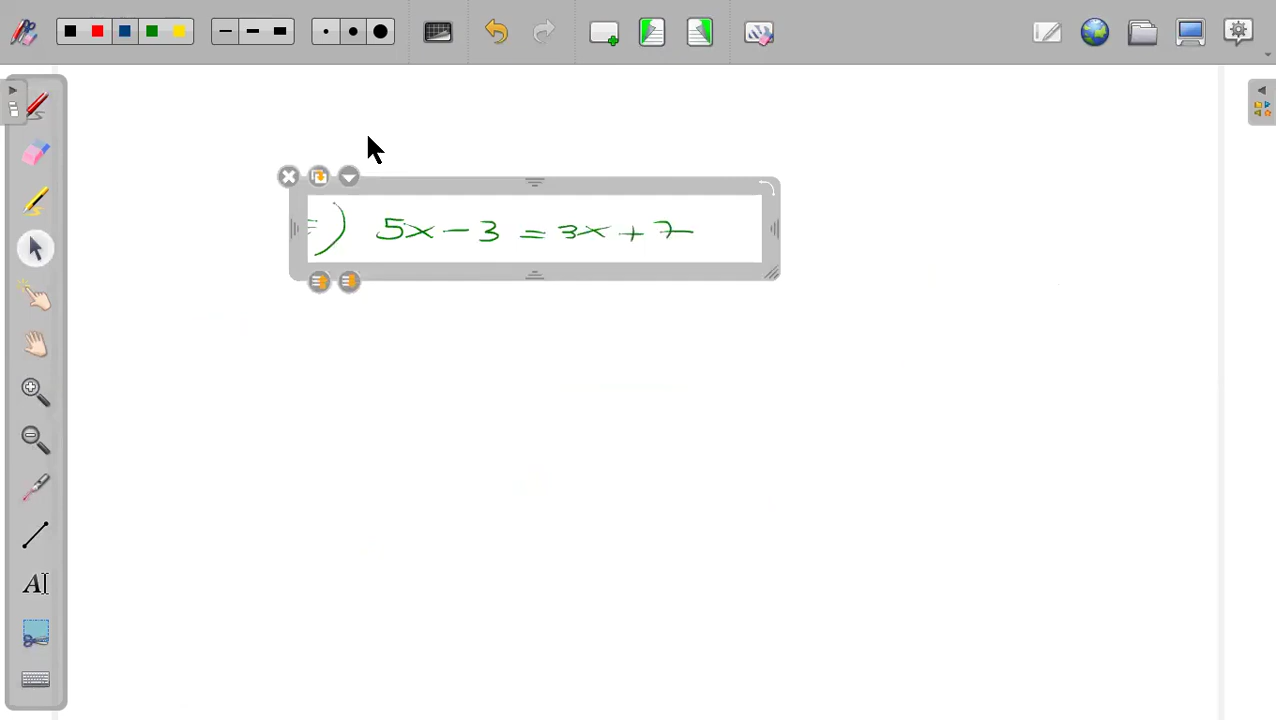 ) 5x - 3 = 3x + 7